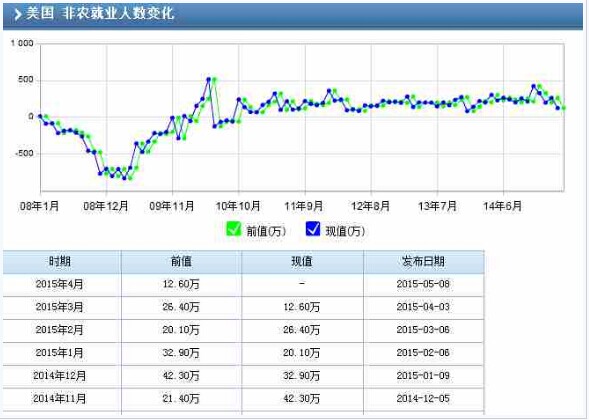 美国 非农就业人数变化
1 000
500
0
-500
08年1月 08年12月 09年11月 10年10月 11年9月 12年8月 13年7月 14年6月
前值(万) 现值(万)
时期 前值 现值 发布日期
2015年4月 12.60万 - 2015-05-08
2015年3月 26.40万 12.60万 2015-04-03
2015年2月 20.10万 26.40万 2015-03-06
2015年1月 32.90万 20.10万 2015-02-06
2014年12月 42.30万 32.90万 2015-01-09
2014年11月 21.40万 42.30万 2014-12-05